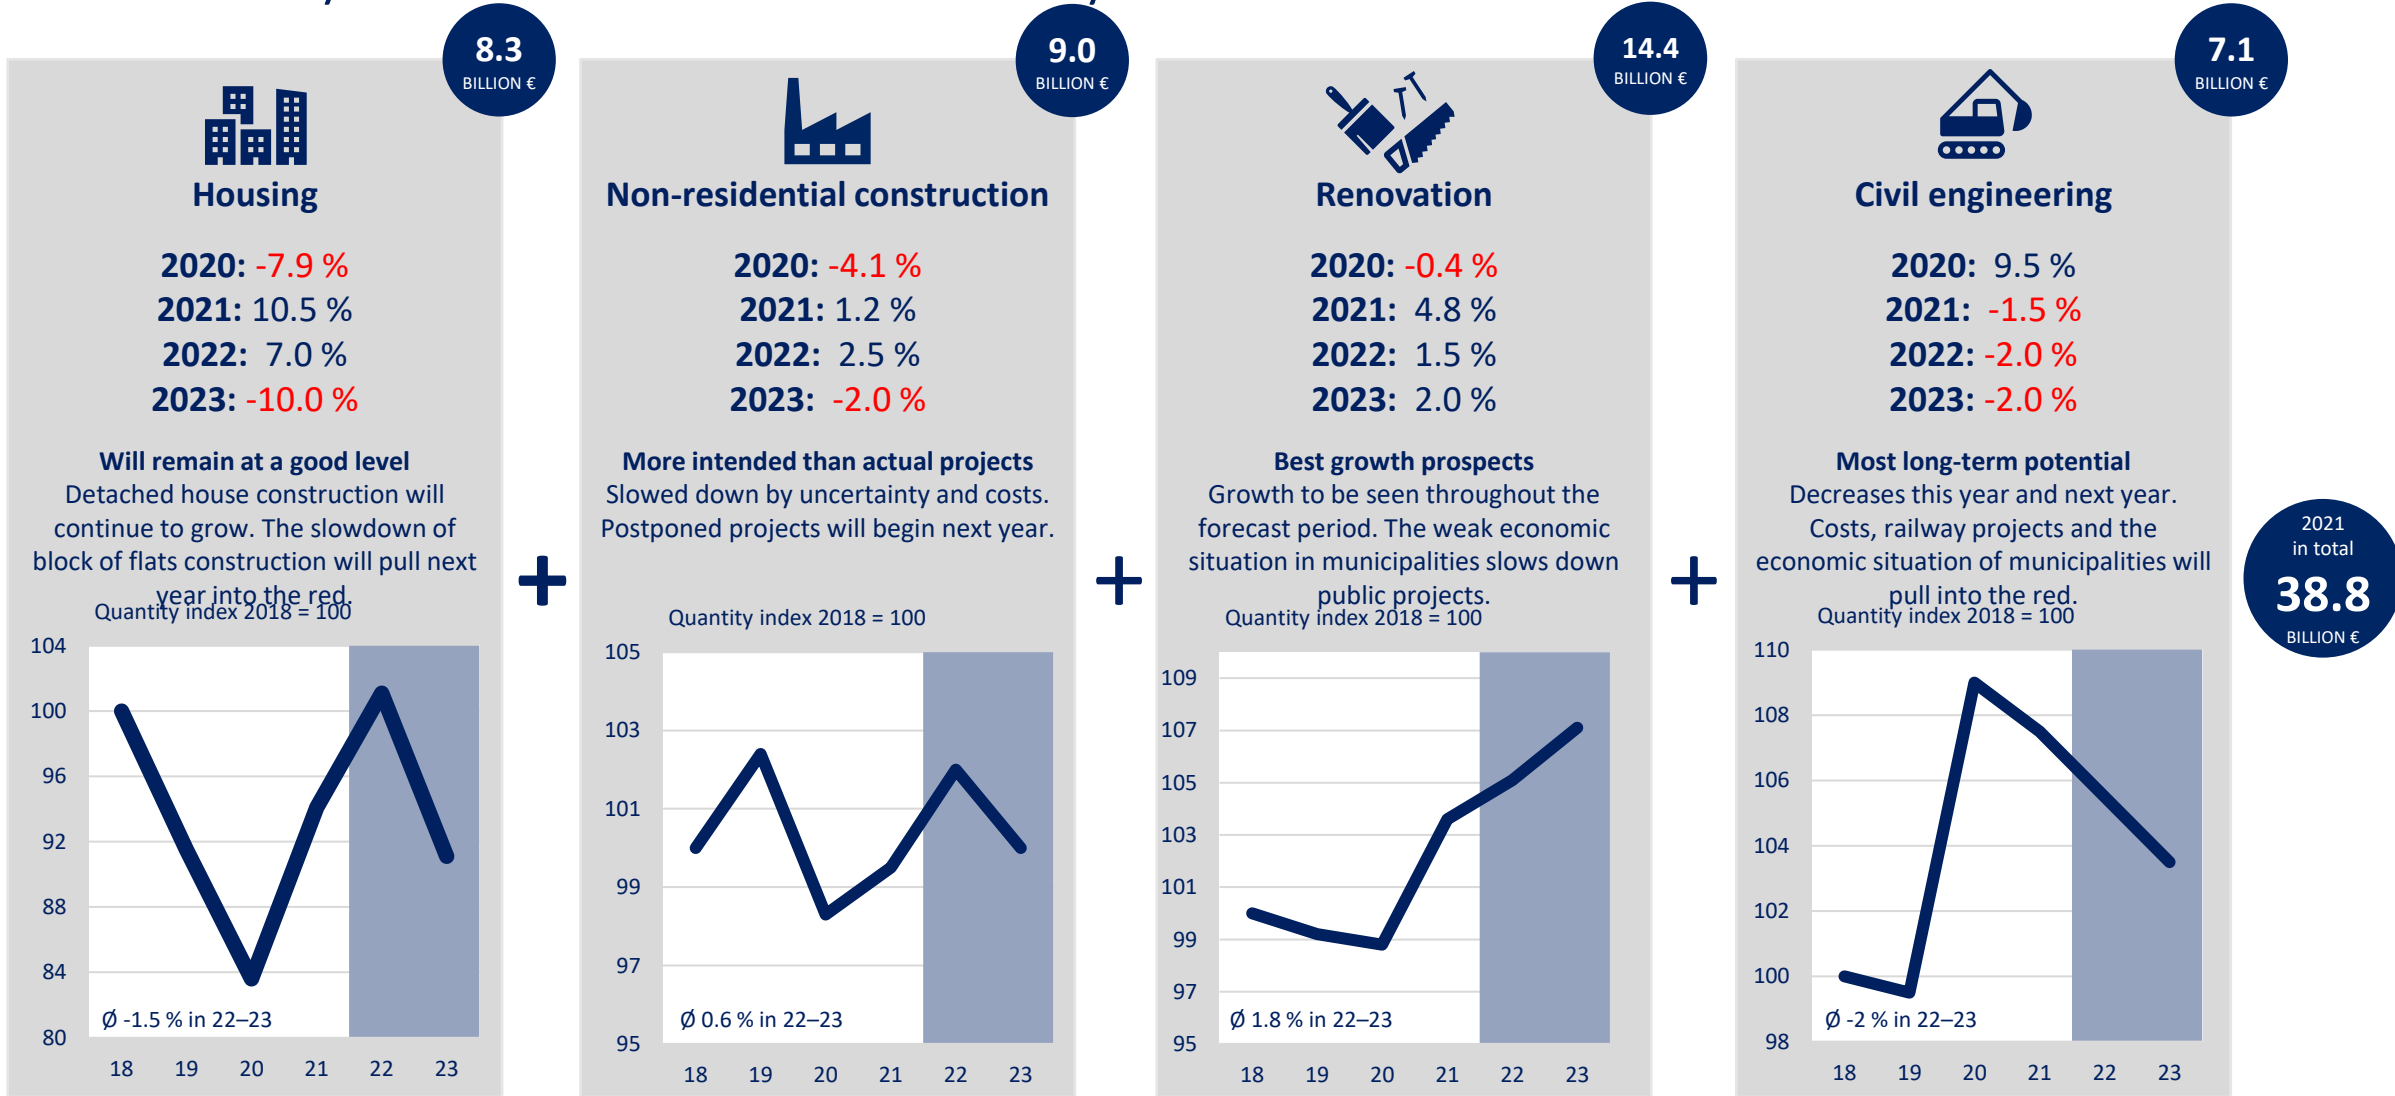 8.3
BILLION €
Housing
2020: -7.9 %
2021: 10.5 %
2022: 7.0 %
2023: -10.0 %
Will remain at a good level
Detached house construction will
continue to grow. The slowdown of
block of flats construction will pull next
year into the red.
Quantity index 2018 = 100
104
100
96
92
88
84
80
Ø -1.5 % in 22–23
18 19 20 21 22 23
+
9.0
BILLION €
Non-residential construction
2020: -4.1 %
2021: 1.2 %
2022: 2.5 %
2023: -2.0 %
More intended than actual projects
Slowed down by uncertainty and costs.
Postponed projects will begin next year.
Quantity index 2018 = 100
105
103
101
99
97
95
Ø 0.6 % in 22–23
18 19 20 21 22 23
+
14.4
BILLION €
Renovation
2020: -0.4 %
2021: 4.8 %
2022: 1.5 %
2023: 2.0 %
Best growth prospects
Growth to be seen throughout the
forecast period. The weak economic
situation in municipalities slows down
public projects.
Quantity index 2018 = 100
109
107
105
103
101
99
97
95
Ø 1.8 % in 22–23
18 19 20 21 22 23
+
7.1
BILLION €
Civil engineering
2020: 9.5 %
2021: -1.5 %
2022: -2.0 %
2023: -2.0 %
Most long-term potential
Decreases this year and next year.
Costs, railway projects and the
economic situation of municipalities will
pull into the red.
Quantity index 2018 = 100
110
108
106
104
102
100
98
Ø -2 % in 22–23
18 19 20 21 22 23
2021
in total
38.8
BILLION €